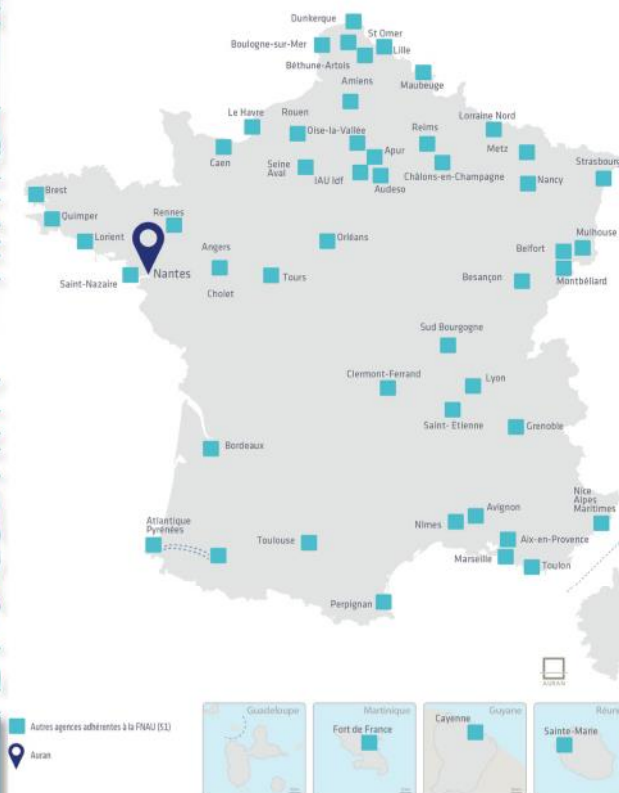 Dunkerque
St Omer
Boulogne-sur-Mer
Lille
Béthune-Artois
Maubeuge
Amiens
Le Havre
Rouen
Lorraine Nord
Oise-la-Vallée
Reims
Caen
Apur
Metz
Strasbourg
Seine
Aval
IAU Idf
Audeso
Châlons-en-Champagne
Nancy
Brest
Quimper
Rennes
Lorient
Orléans
Mulhouse
Angers
Belfort
Saint-Nazaire
Nantes
Tours
Besançon
Montbéliard
Cholet
Sud Bourgogne
Clermont-Ferrand
Lyon
Saint- Etienne
Grenoble
Bordeaux
Nice
Alpes
Maritimes
Avignon
Atlantique
Pyrénées
Nîmes
Toulouse
Aix-en-Provence
Marseille
Toulon
Perpignan
AURAN
Autres agences adhérentes à la FNAU (51)
Auran
Guadeloupe
Martinique
Fort de France
Guyane
Cayenne
Réun
Sainte-Marie